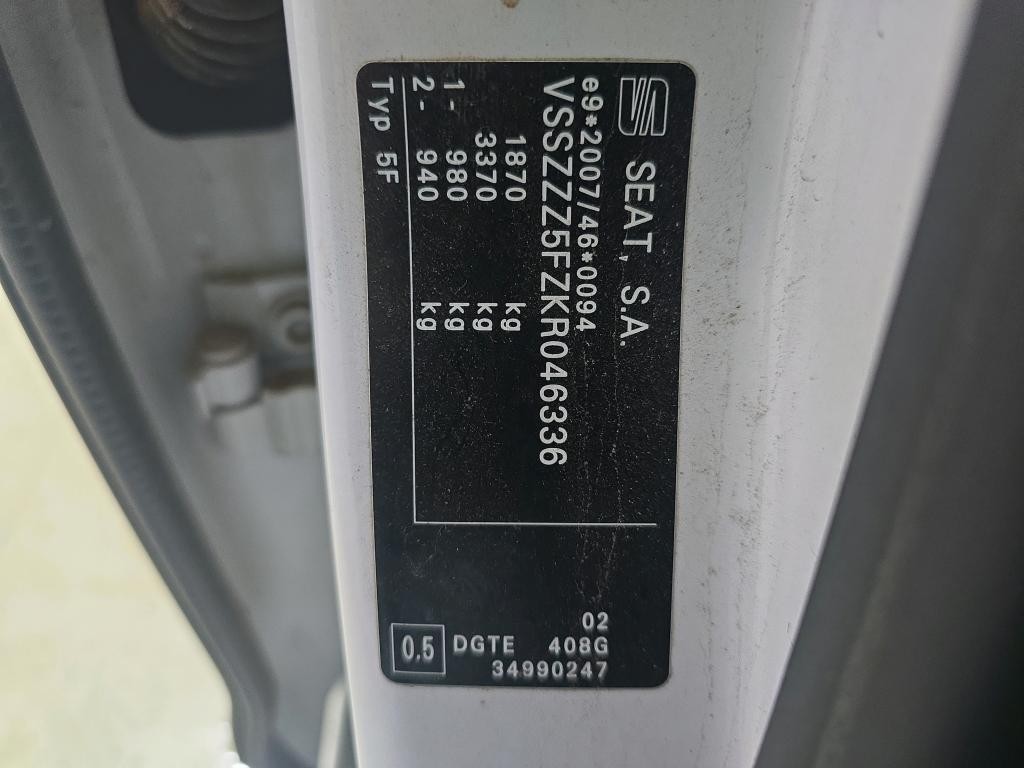 SEAT, S.A.
e9*2007/46*0094
VSSZZZ5FZKR046336
1870 kg
3370 kg
1- 980 kg
2- 940 kg
Typ 5F
02
DGTE 408G
34990247
0.5